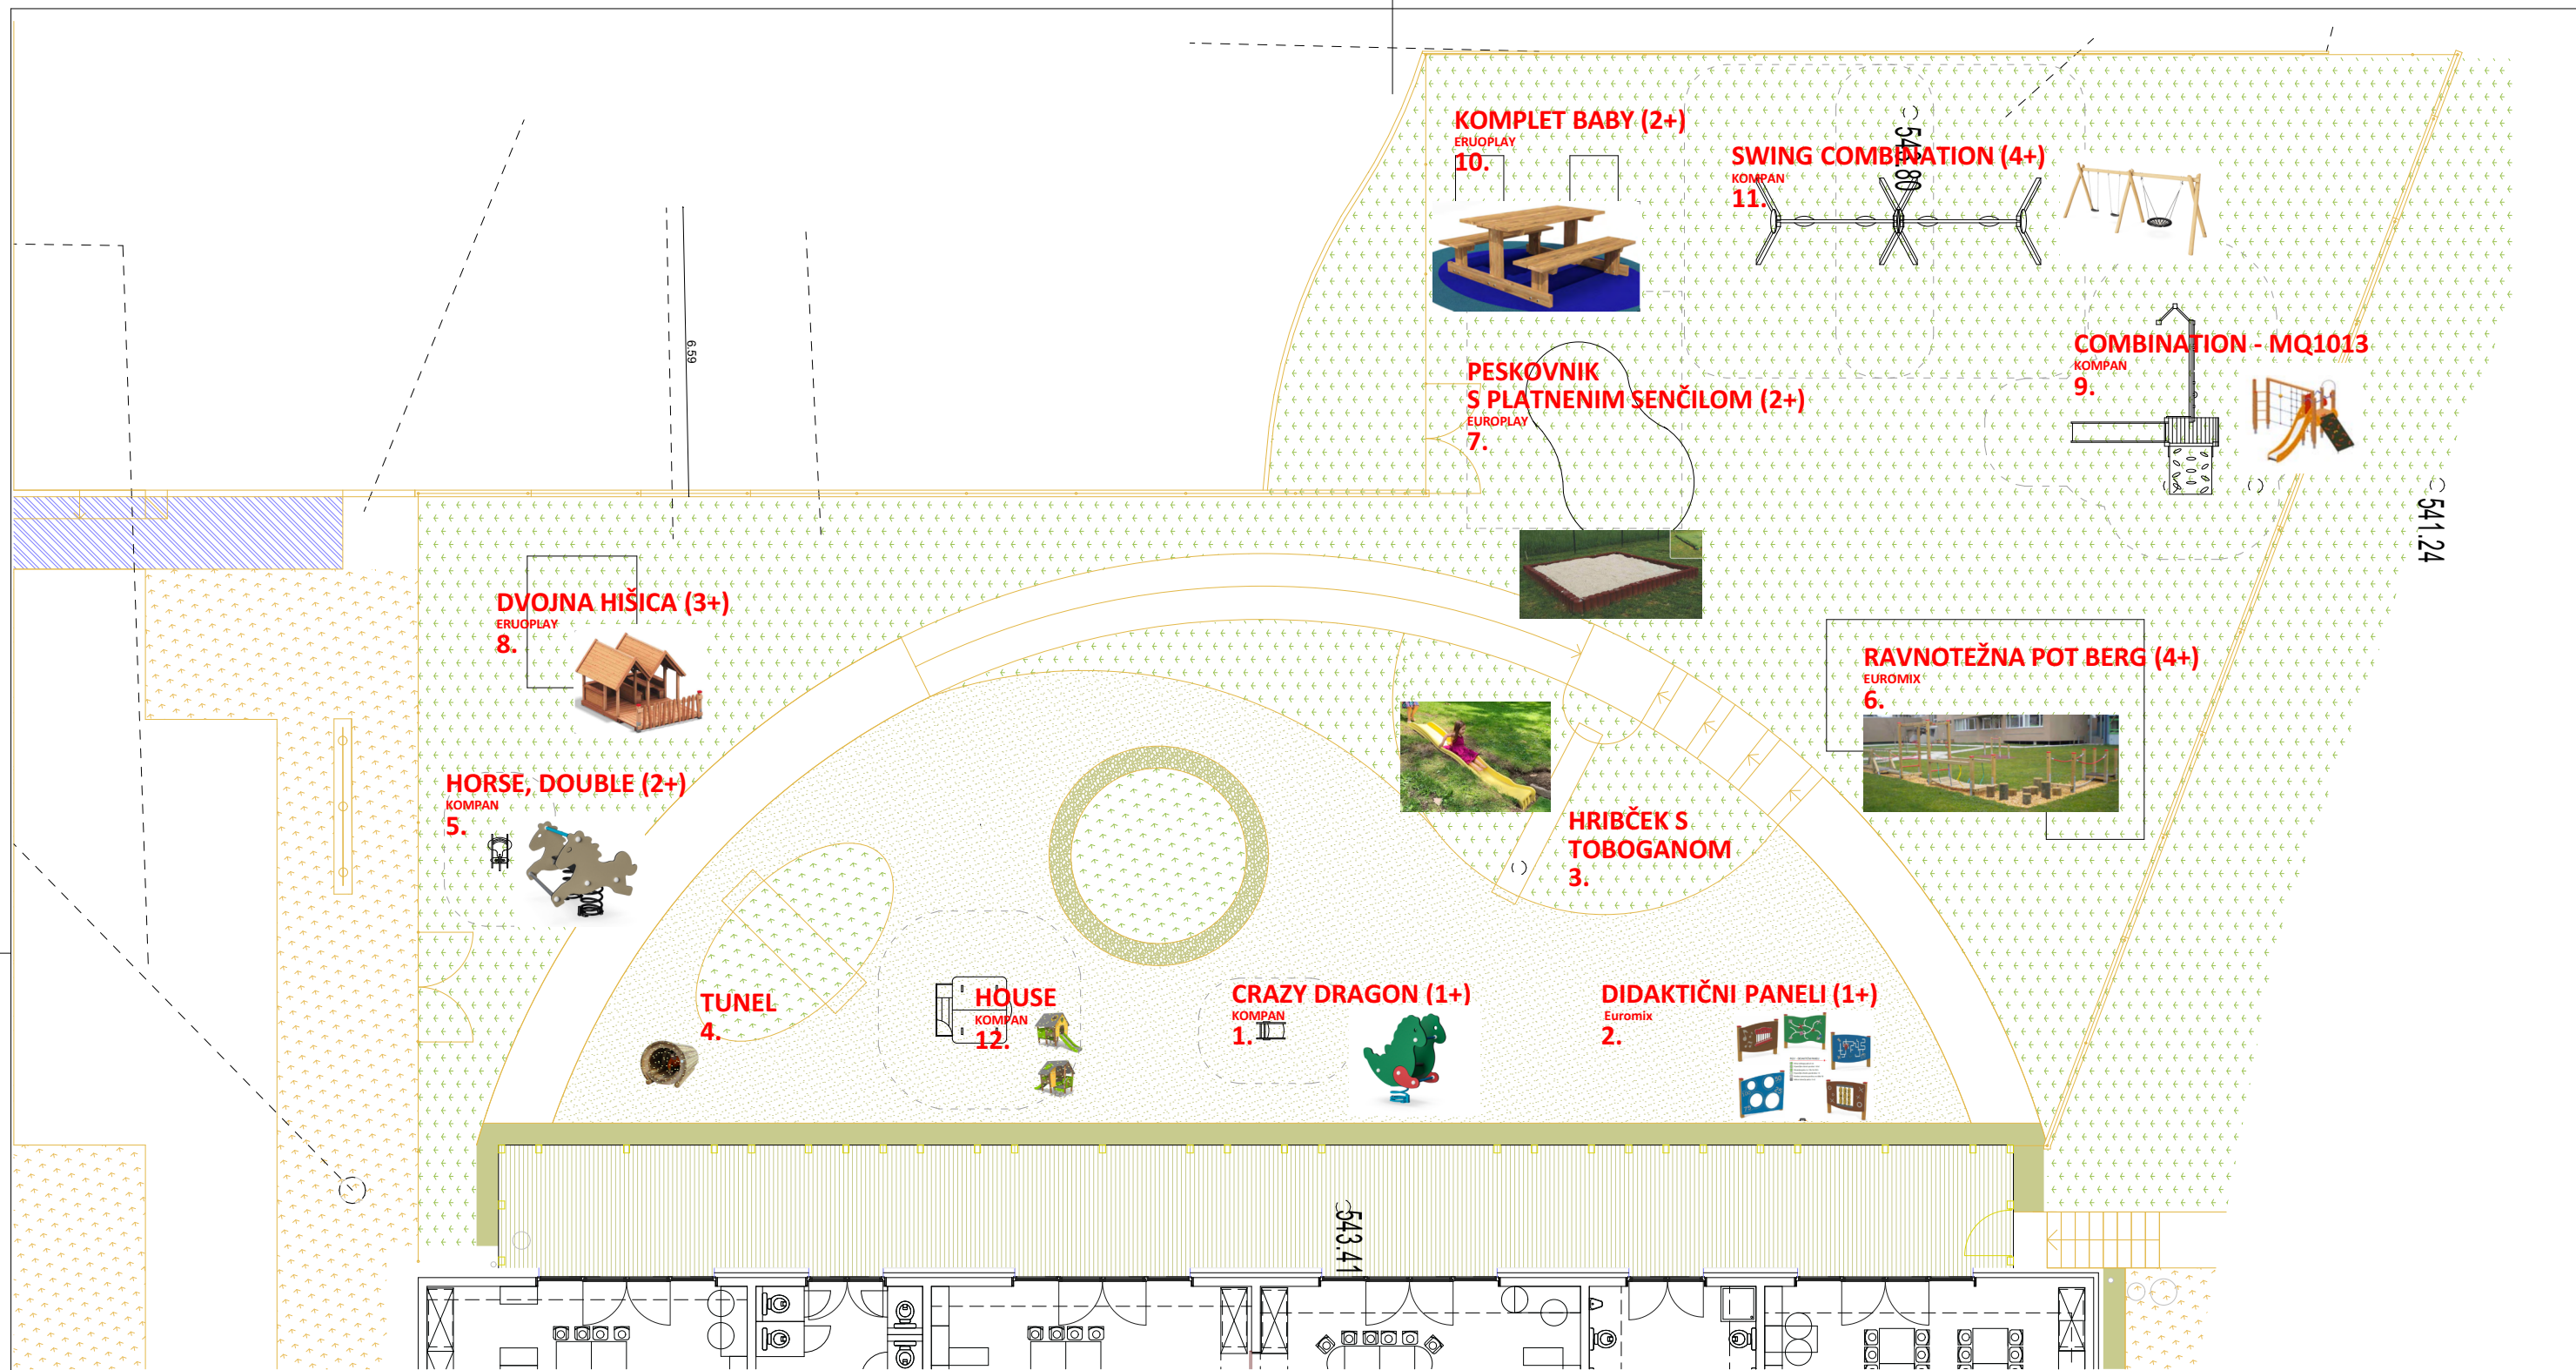 KOMPLET BABY (2+)
ERUOPLAY
10.
SWING COMBINATION (4+)
KOMPAN
11.
COMBINATION - MQ1013
KOMPAN
9.
PESKOVNIK
S PLATNENIM SENČILOM (2+)
EUROPLAY
7.
6.59
541.24
DVOJNA HIŠICA (3+)
ERUOPLAY
8.
RAVNOTEŽNA POT BERG (4+)
EUROMIX
6.
HORSE, DOUBLE (2+)
KOMPAN
5.
HRIBČEK S
TOBOGANOM
3.
TUNEL
4.
HOUSE
KOMPAN
12.
CRAZY DRAGON (1+)
KOMPAN
1.
DIDAKTIČNI PANELI (1+)
Euromix
2.
543.41